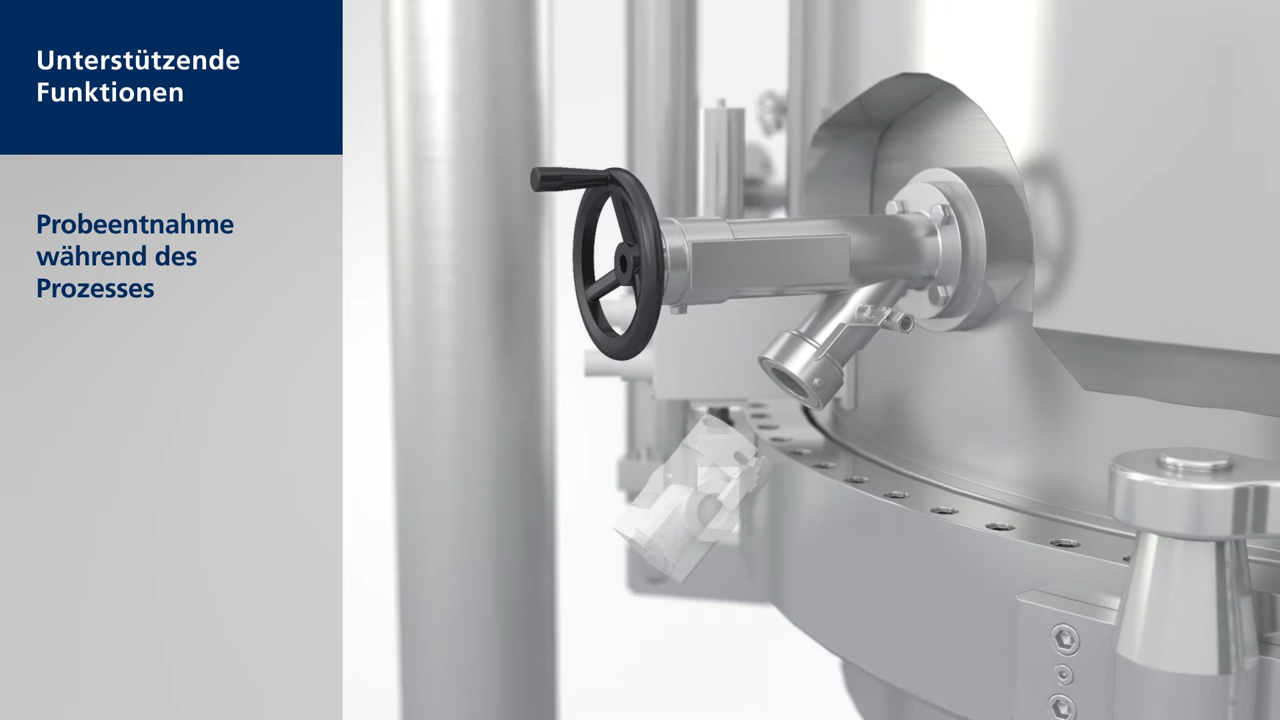 Unterstützende
Funktionen
Probeentnahme
während des
Prozesses